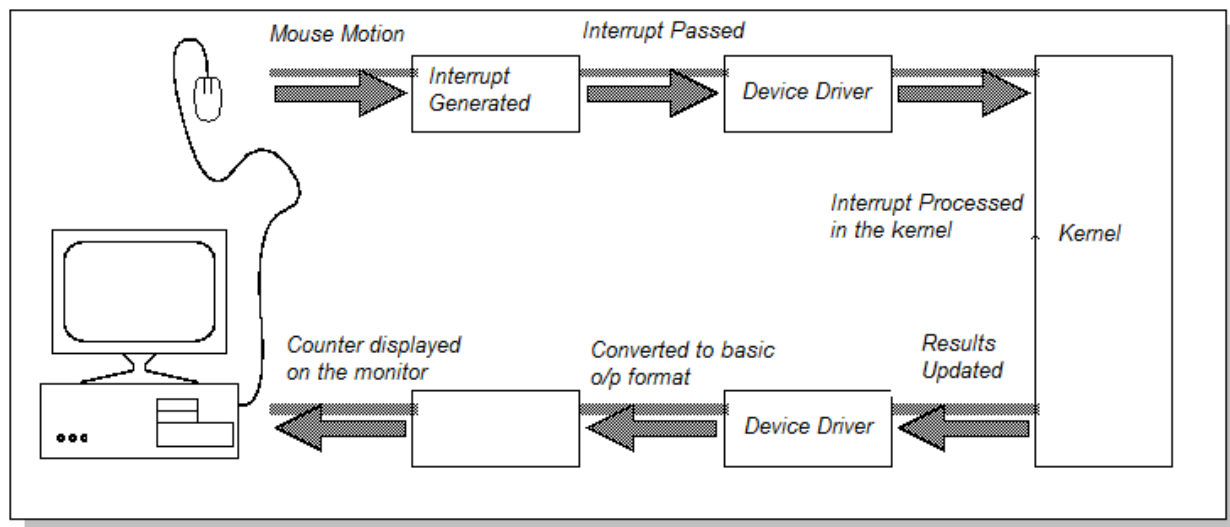 Mouse Motion
Interrupt Passed
Interrupt
Generated
Device Driver
Interrupt Processed
in the kernel
Kernel
Results
Updated
Converted to basic
o/p format
Counter displayed
on the monitor
Device Driver